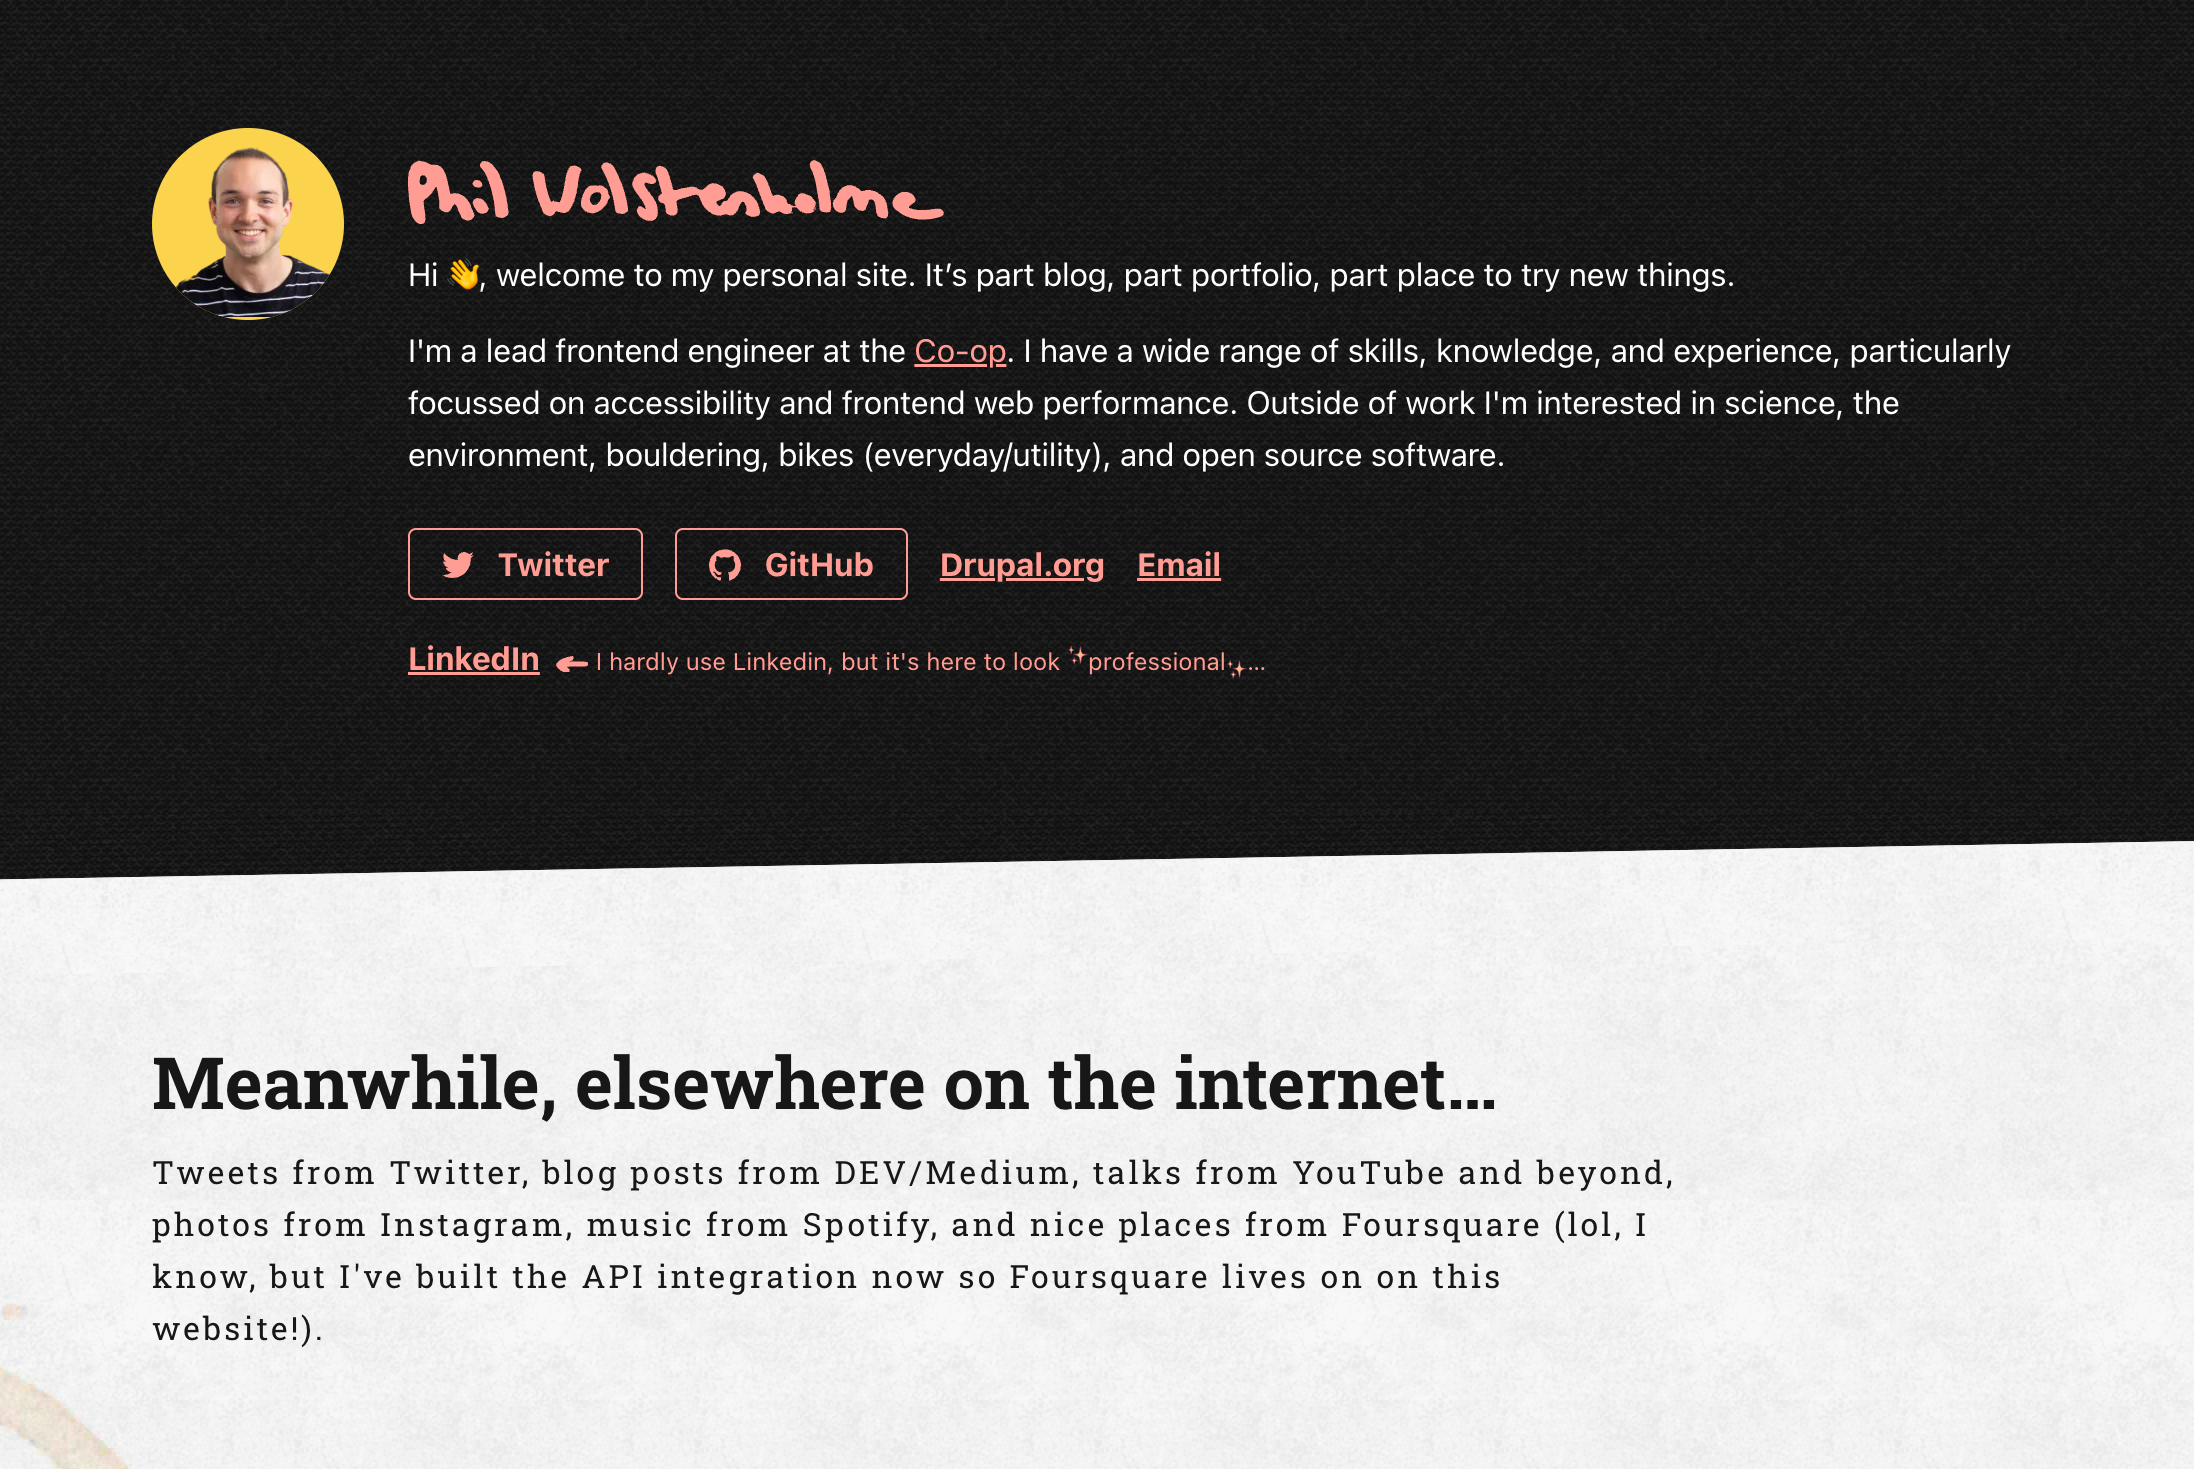 Phil Wolstenholme
Hi 👋, welcome to my personal site. It’s part blog, part portfolio, part place to try new things.
I'm a lead frontend engineer at the Co-op. I have a wide range of skills, knowledge, and experience, particularly
focussed on accessibility and frontend web performance. Outside of work I'm interested in science, the
environment, bouldering, bikes (everyday/utility), and open source software.
Twitter GitHub Drupal.org Email
LinkedIn I hardly use Linkedin, but it's here to look ✨professional✨...
Meanwhile, elsewhere on the internet...
Tweets from Twitter, blog posts from DEV/Medium, talks from YouTube and beyond,
photos from Instagram, music from Spotify, and nice places from Foursquare (lol, I
know, but I've built the API integration now so Foursquare lives on on this
website!).